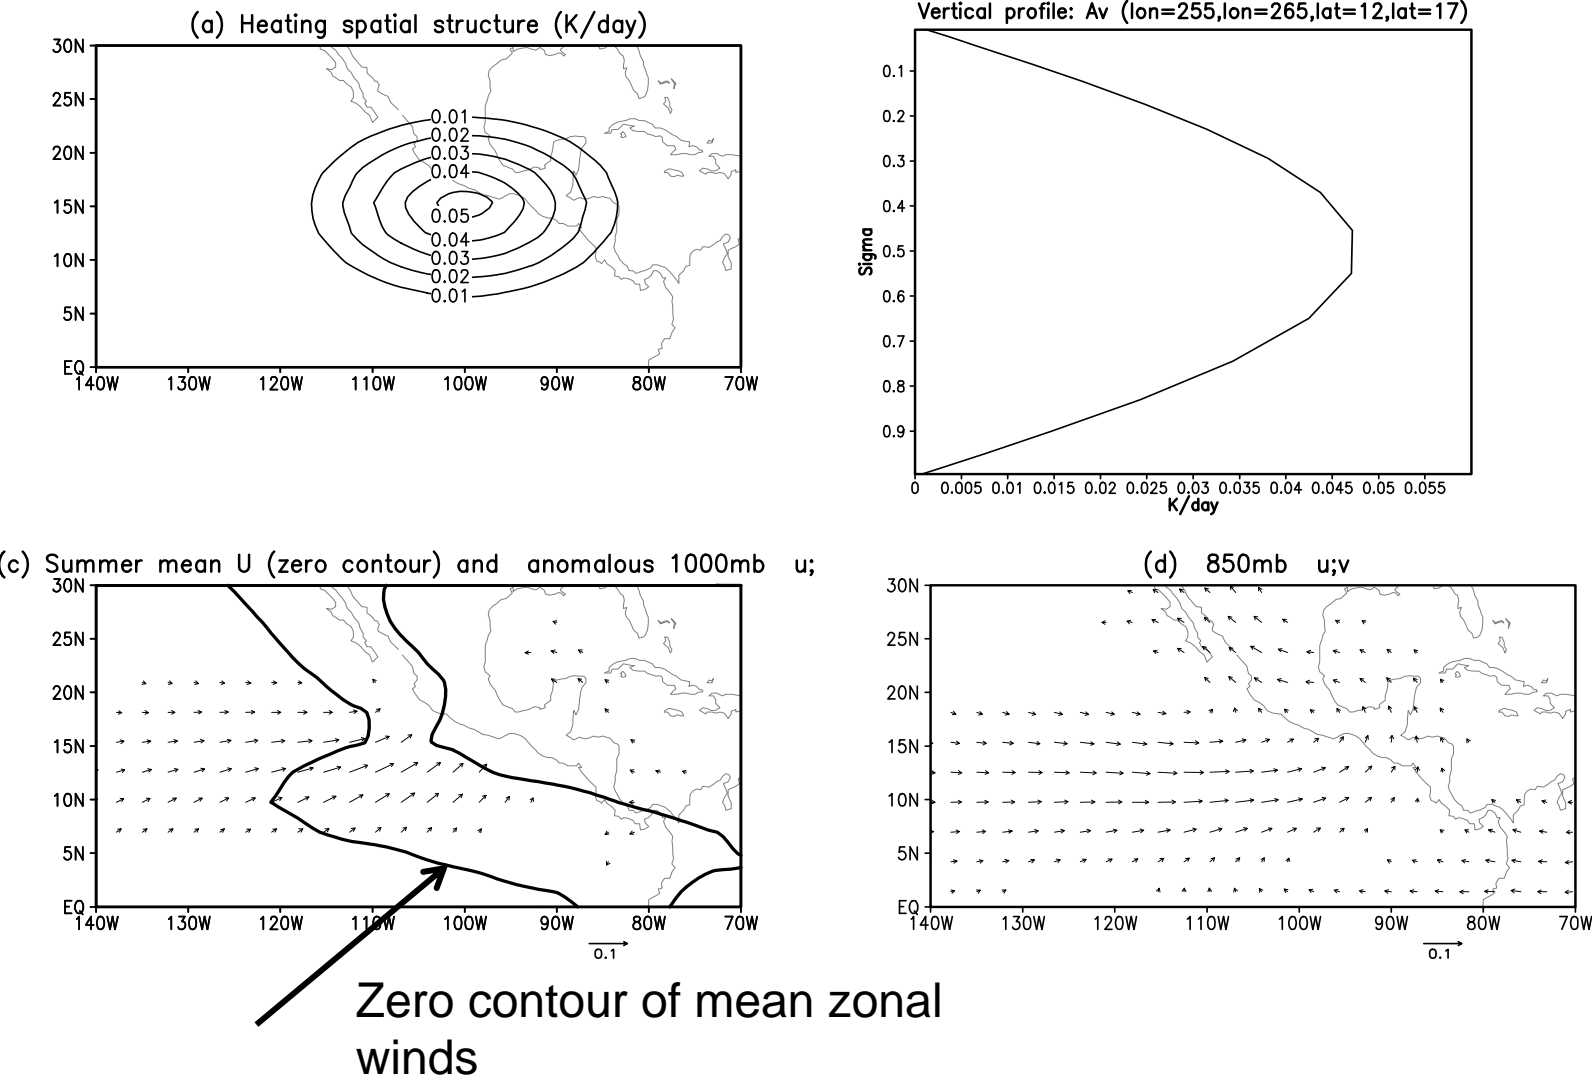 (a) Heating spatial structure (K/day)
30N
25N
20N
15N
10N
5N
EQ
140W 130W 120W 110W 100W 90W 80W 70W
0.01
0.02
0.03
0.04
0.05
0.04
0.03
0.02
0.01
Vertical profile: Av (lon=255,lon=265,lat=12,lat=17)
Sigma
0.1
0.2
0.3
0.4
0.5
0.6
0.7
0.8
0.9
0 0.005 0.01 0.015 0.02 0.025 0.03 0.035 0.04 0.045 0.05 0.055
K/day
(c) Summer mean U (zero contour) and anomalous 1000mb u;
30N
25N
20N
15N
10N
5N
EQ
140W 130W 120W 110W 100W 90W 80W 70W
0.1
(d) 850mb u;v
30N
25N
20N
15N
10N
5N
EQ
140W 130W 120W 110W 100W 90W 80W 70W
0.1
Zero contour of mean zonal
winds